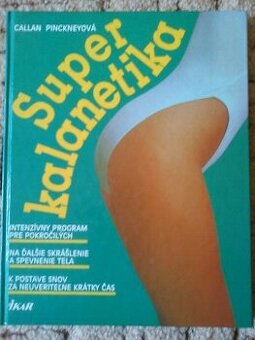 CALLAN PINCKNEYOVÁ
Super
kalanetika
INTENZÍVNY PROGRAM
PRE POKROČILÝCH
NA ĎALŠIE SKRÁŠLENIE
A SPEVNENIE TELA
K POSTAVE SNOV
ZA NEUVERITEĽNE KRÁTKY ČAS
IKAR